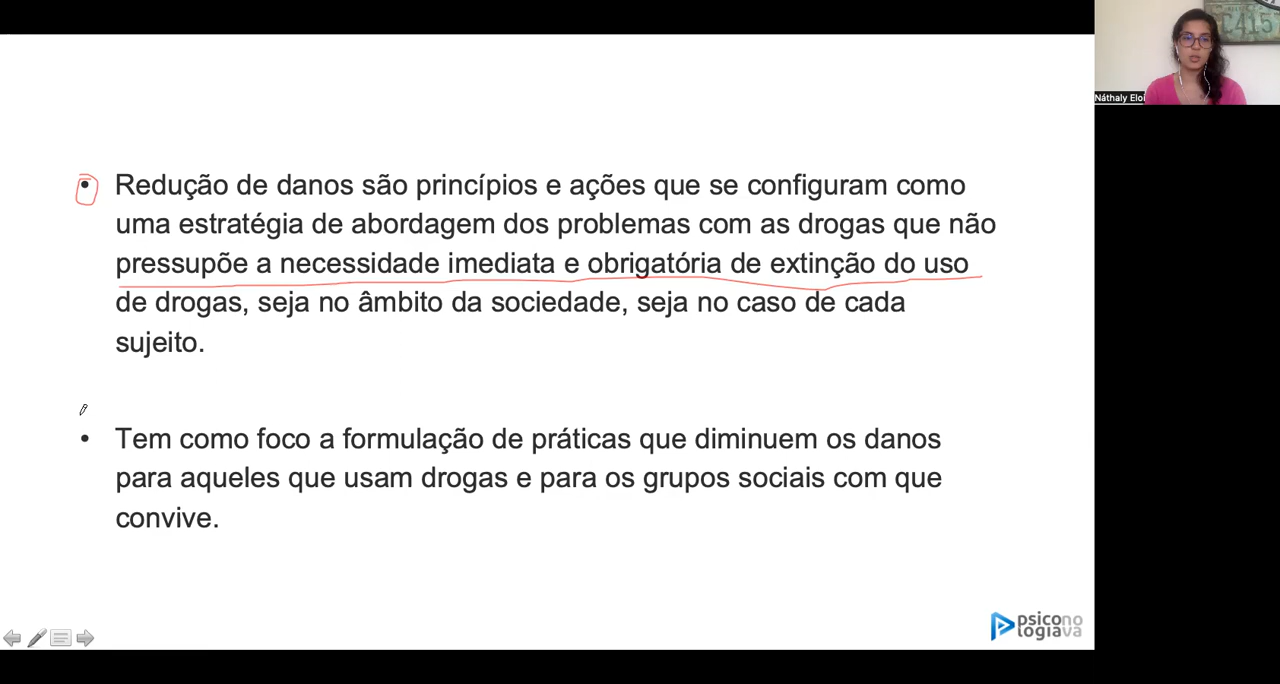 C4157
Náthaly Eloi
• Redução de danos são princípios e ações que se configuram como
uma estratégia de abordagem dos problemas com as drogas que não
pressupõe a necessidade imediata e obrigatória de extinção do uso
de drogas, seja no âmbito da sociedade, seja no caso de cada
sujeito.
• Tem como foco a formulação de práticas que diminuem os danos
para aqueles que usam drogas e para os grupos sociais com que
convive.
psicono
logiava